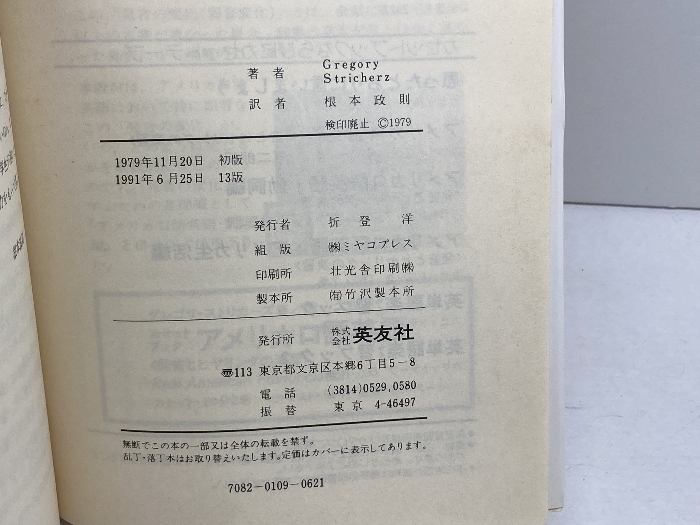 著者 Gregory Stricherz
訳者 根本政則
検印廃止 ©1979
1979年11月20日 初版
1991年6月25日 13版
発行者 折登洋
組版 ㈱ミヤコプレス
印刷所 壮光舎印刷㈱
製本所 ㈲竹沢製本所
発行所 株式会社 英友社
〠113 東京都文京区本郷6丁目5−8
電話 (3814)0529,0580
振替 東京 4-46497
無断でこの本の一部又は全体の転載を禁ず。
乱丁・落丁本はお取り替えいたします。定価はカバーに表示してあります。
7082−0109−0621